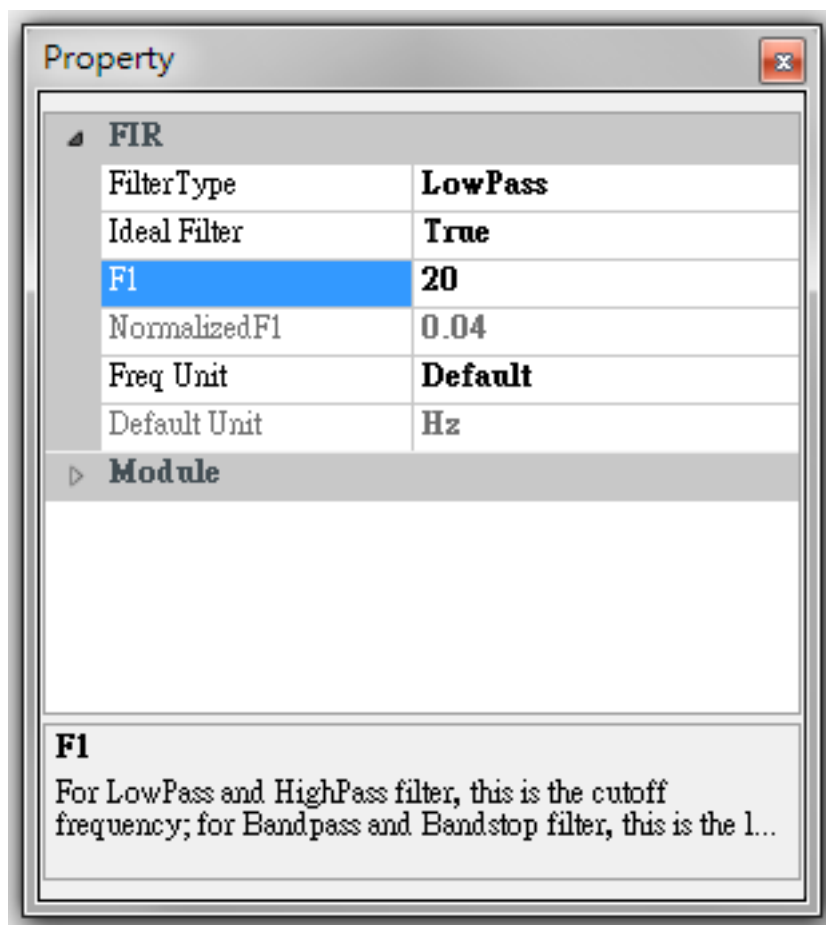 Property
FIR
FilterType LowPass
Ideal Filter True
F1 20
NormalizedF1 0.04
Freq Unit Default
Default Unit Hz
Module
F1
For LowPass and HighPass filter, this is the cutoff
frequency; for Bandpass and Bandstop filter, this is the l...